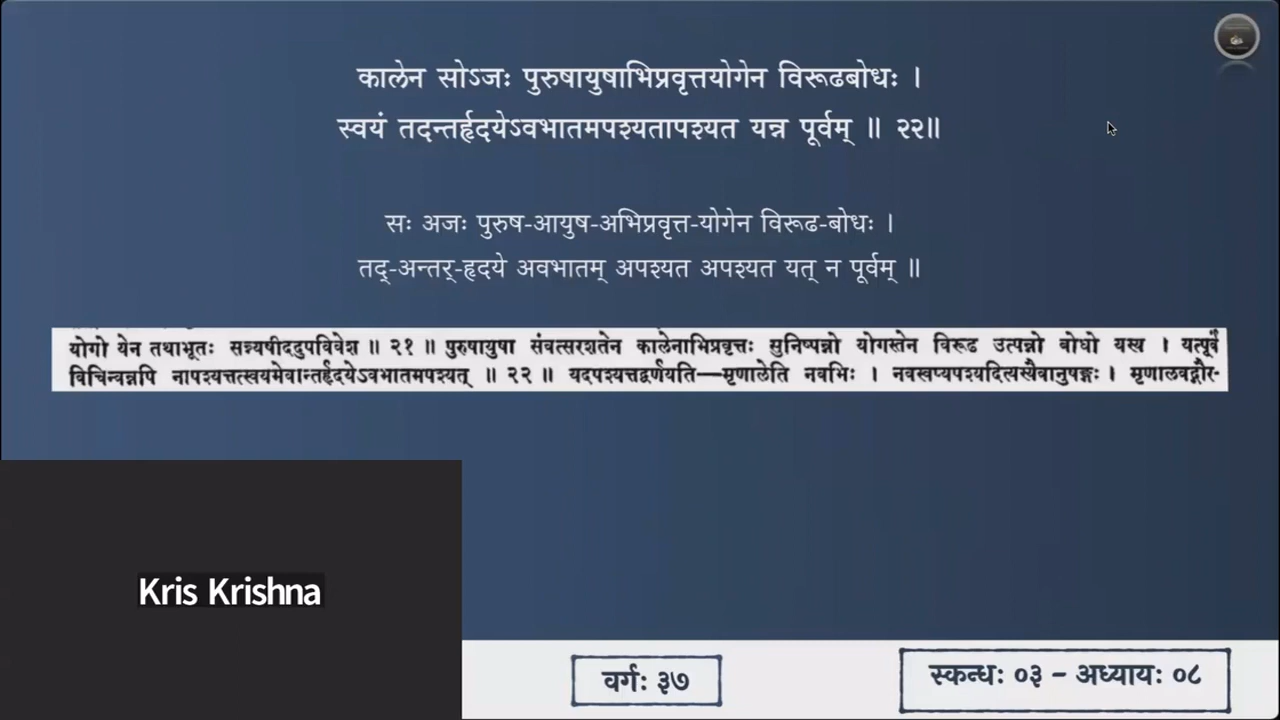 कालेन सोऽजः पुरुषायुषाभिप्रवृत्तयोगेन विरूढबोधः ।
स्वयं तदन्तर्हृदयेऽवभातमपश्यतापश्यत यन्न पूर्वम् ॥ २२॥
सः अजः पुरुष-आयुष-अभिप्रवृत्त-योगेन विरूढ-बोधः ।
तद्-अन्तर्-हृदये अवभातम् अपश्यत अपश्यत यत् न पूर्वम् ॥
योगो येन तथाभूतः सन्न्यषीददुपविवेश ॥ २१ ॥ पुरुषायुषा संवत्सरशतेन कालेनाभिप्रवृत्तः सुनिष्पन्नो योगस्तेन विरूढ उत्पन्नो बोधो यस्य । यत्पूर्वं
विचिन्वन्नपि नापश्यत्तत्स्वयमेवान्तर्हृदयेऽवभातमपश्यत् ॥ २२ ॥ यदपश्यत्तद्वर्णयति—मृणालेति नवभिः । नवस्वप्यपश्यदित्यस्यैवानुषङ्गः । मृणालवद्गौर-
Kris Krishna
वर्गः ३७
स्कन्धः ०३ - अध्यायः ०८